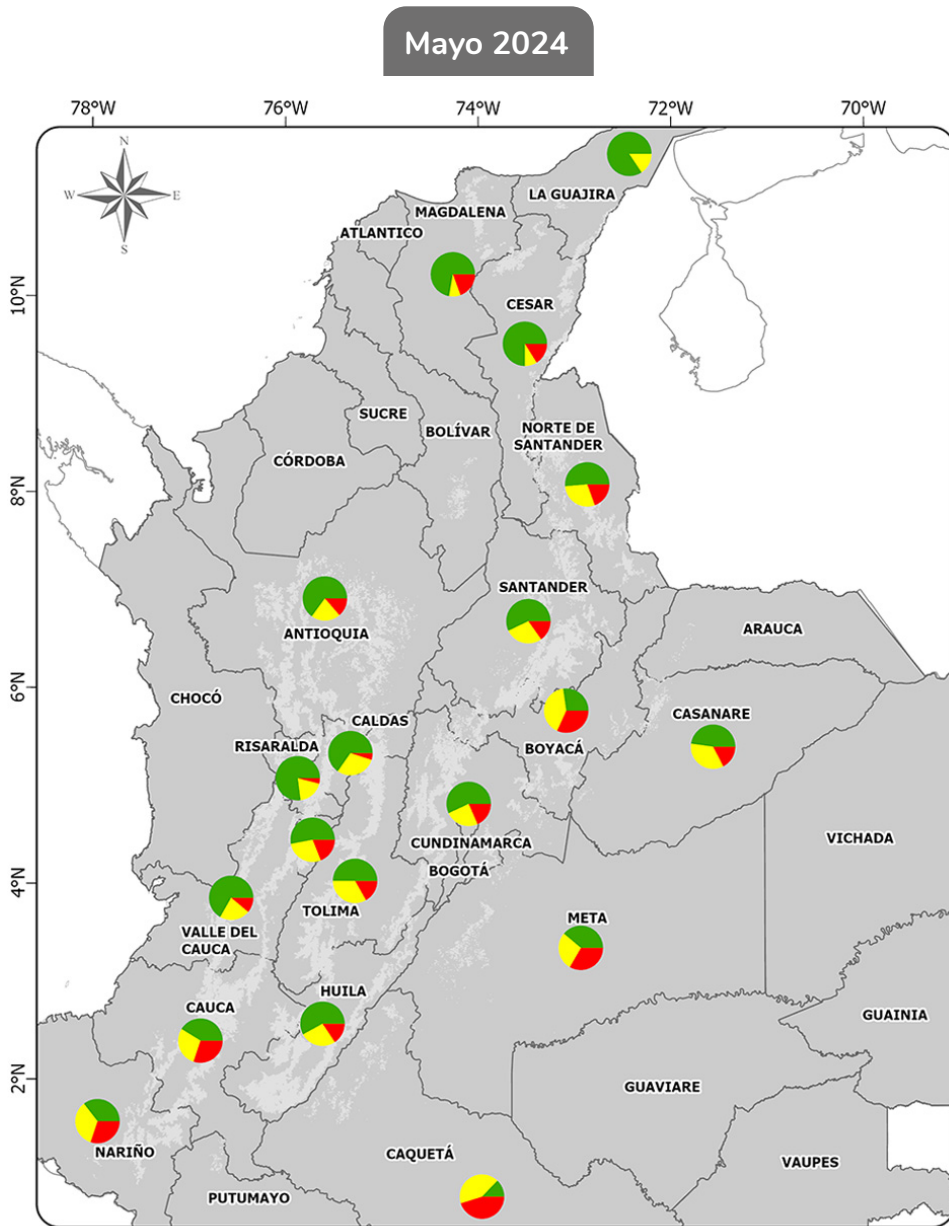 Mayo 2024
78°W
76°W
74°W
72°W
70°W
N
W
E
S
10°N
8°N
6°N
4°N
2°N
LA GUAJIRA
MAGDALENA
ATLANTICO
CESAR
SUCRE
BOLÍVAR
NORTE DE
SANTANDER
CÓRDOBA
SANTANDER
ANTIOQUIA
ARAUCA
CHOCÓ
CALDAS
CASANARE
RISARALDA
BOYACÁ
CUNDINAMARCA
VICHADA
BOGOTÁ
TOLIMA
META
VALLE DEL
CAUCA
HUILA
CAUCA
GUAINIA
GUAVIARE
NARIÑO
CAQUETÁ
VAUPES
PUTUMAYO